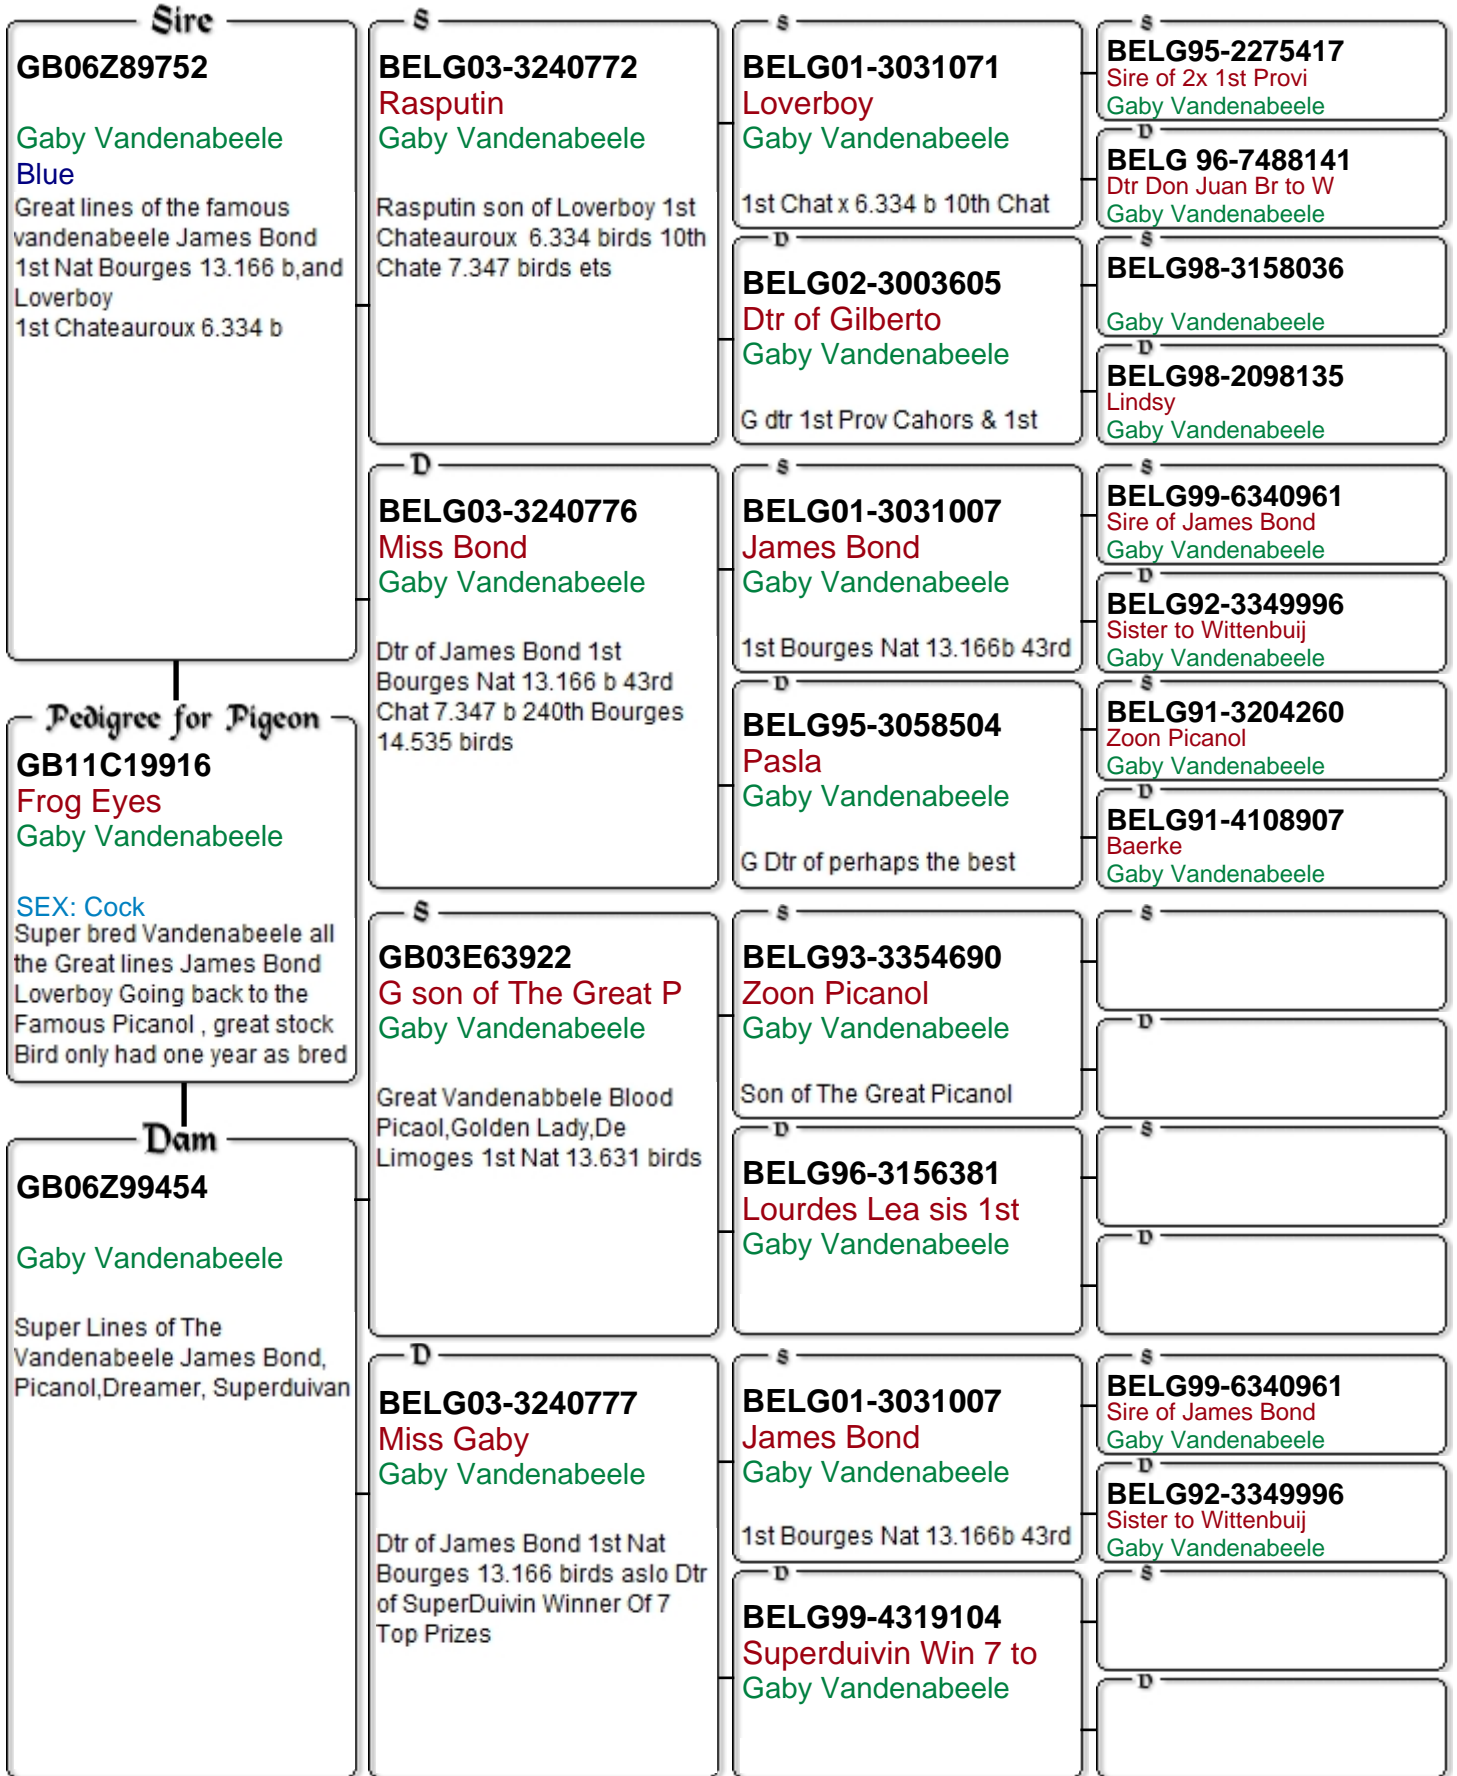 Sire
GB06Z89752
Gaby Vandenabeele
Blue
Great lines of the famous
vandenabeele James Bond
1st Nat Bourges 13.166 b,and
Loverboy
1st Chateauroux 6.334 b
Pedigree for Pigeon
GB11C19916
Frog Eyes
Gaby Vandenabeele
SEX: Cock
Super bred Vandenabeele all
the Great lines James Bond
Loverboy Going back to the
Famous Picanol , great stock
Bird only had one year as bred
Dam
GB06Z99454
Gaby Vandenabeele
Super Lines of The
Vandenabeele James Bond,
Picanol,Dreamer, Superduivan
S
BELG03-3240772
Rasputin
Gaby Vandenabeele
Rasputin son of Loverboy 1st
Chateauroux 6.334 birds 10th
Chate 7.347 birds ets
D
BELG03-3240776
Miss Bond
Gaby Vandenabeele
Dtr of James Bond 1st
Bourges Nat 13.166 b 43rd
Chat 7.347 b 240th Bourges
14.535 birds
S
GB03E63922
G son of The Great P
Gaby Vandenabeele
Great Vandenabbele Blood
Picaol,Golden Lady,De
Limoges 1st Nat 13.631 birds
D
BELG03-3240777
Miss Gaby
Gaby Vandenabeele
Dtr of James Bond 1st Nat
Bourges 13.166 birds aslo Dtr
of SuperDuivin Winner Of 7
Top Prizes
S
BELG01-3031071
Loverboy
Gaby Vandenabeele
1st Chat x 6.334 b 10th Chat
D
BELG02-3003605
Dtr of Gilberto
Gaby Vandenabeele
G dtr 1st Prov Cahors & 1st
S
BELG01-3031007
James Bond
Gaby Vandenabeele
1st Bourges Nat 13.166b 43rd
D
BELG95-3058504
Pasla
Gaby Vandenabeele
G Dtr of perhaps the best
S
BELG93-3354690
Zoon Picanol
Gaby Vandenabeele
Son of The Great Picanol
D
BELG96-3156381
Lourdes Lea sis 1st
Gaby Vandenabeele
S
BELG01-3031007
James Bond
Gaby Vandenabeele
1st Bourges Nat 13.166b 43rd
D
BELG99-4319104
Superduivin Win 7 to
Gaby Vandenabeele
S
BELG95-2275417
Sire of 2x 1st Provi
Gaby Vandenabeele
D
BELG 96-7488141
Dtr Don Juan Br to W
Gaby Vandenabeele
S
BELG98-3158036
Gaby Vandenabeele
D
BELG98-2098135
Lindsy
Gaby Vandenabeele
S
BELG99-6340961
Sire of James Bond
Gaby Vandenabeele
D
BELG92-3349996
Sister to Wittenbuij
Gaby Vandenabeele
S
BELG91-3204260
Zoon Picanol
Gaby Vandenabeele
D
BELG91-4108907
Baerke
Gaby Vandenabeele
S
D
S
D
S
BELG99-6340961
Sire of James Bond
Gaby Vandenabeele
D
BELG92-3349996
Sister to Wittenbuij
Gaby Vandenabeele
S
D